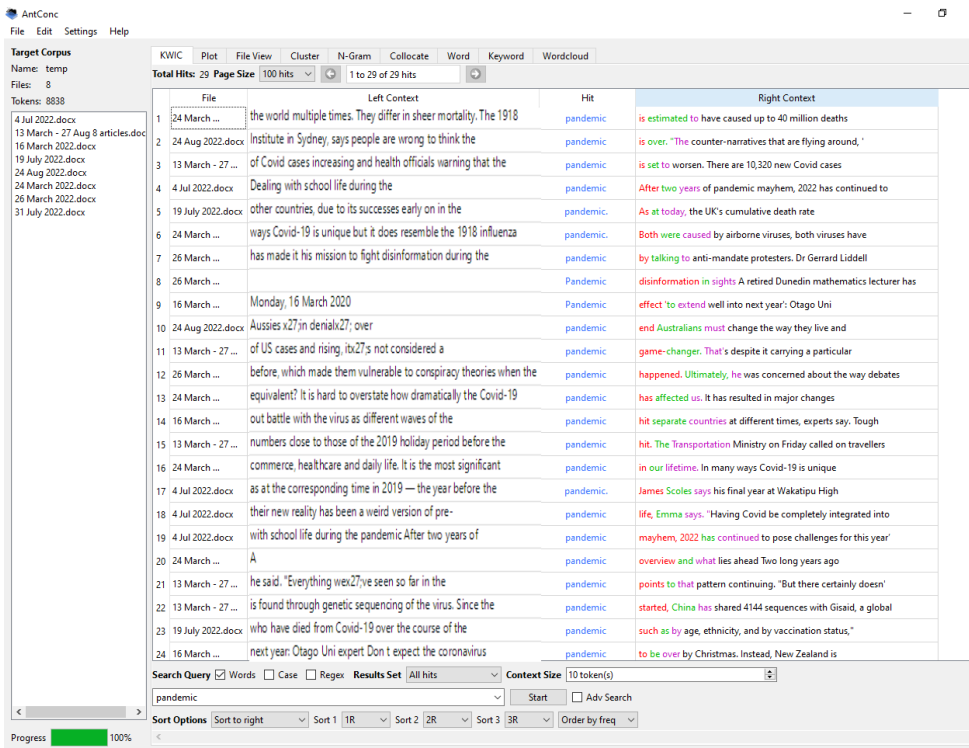 AntConc
File Edit Settings Help
Target Corpus
Name: temp
Files: 8
Tokens: 8838
4 Jul 2022.docx
13 March - 27 Aug 8 articles.doc
16 March 2022.docx
19 July 2022.docx
24 Aug 2022.docx
24 March 2022.docx
26 March 2022.docx
31 July 2022.docx
Progress 100%
KWIC Plot File View Cluster N-Gram Collocate Word Keyword Wordcloud
Total Hits: 29 Page Size 100 hits 1 to 29 of 29 hits
File Left Context Hit Right Context
1 24 March ... the world multiple times. They differ in sheer mortality. The 1918 pandemic is estimated to have caused up to 40 million deaths
2 24 Aug 2022.docx Institute in Sydney, says people are wrong to think the pandemic is over. "The counter-narratives that are flying around, '
3 13 March - 27 ... of Covid cases increasing and health officials warning that the pandemic is set to worsen. There are 10,320 new Covid cases
4 4 Jul 2022.docx Dealing with school life during the pandemic After two years of pandemic mayhem, 2022 has continued to
5 19 July 2022.docx other countries, due to its successes early on in the pandemic. As at today, the UK's cumulative death rate
6 24 March ... ways Covid-19 is unique but it does resemble the 1918 influenza pandemic. Both were caused by airborne viruses, both viruses have
7 26 March ... has made it his mission to fight disinformation during the pandemic by talking to anti-mandate protesters. Dr Gerrard Liddell
8 26 March ... Pandemic disinformation in sights A retired Dunedin mathematics lecturer has
9 16 March ... Monday, 16 March 2020 Pandemic effect 'to extend well into next year': Otago Uni
10 24 Aug 2022.docx Aussies x27;in denialx27; over pandemic end Australians must change the way they live and
11 13 March - 27 ... of US cases and rising, itx27;s not considered a pandemic game-changer. That's despite it carrying a particular
12 26 March ... before, which made them vulnerable to conspiracy theories when the pandemic happened. Ultimately, he was concerned about the way debates
13 24 March ... equivalent? It is hard to overstate how dramatically the Covid-19 pandemic has affected us. It has resulted in major changes
14 16 March ... out battle with the virus as different waves of the pandemic hit separate countries at different times, experts say. Tough
15 13 March - 27 ... numbers close to those of the 2019 holiday period before the pandemic hit. The Transportation Ministry on Friday called on travellers
16 24 March ... commerce, healthcare and daily life. It is the most significant pandemic in our lifetime. In many ways Covid-19 is unique
17 4 Jul 2022.docx as at the corresponding time in 2019 — the year before the pandemic. James Scoles says his final year at Wakatipu High
18 4 Jul 2022.docx their new reality has been a weird version of pre- pandemic life, Emma says. "Having Covid be completely integrated into
19 4 Jul 2022.docx with school life during the pandemic After two years of pandemic mayhem, 2022 has continued to pose challenges for this year'
20 24 March ... A pandemic overview and what lies ahead Two long years ago
21 13 March - 27 ... he said. "Everything wex27;ve seen so far in the pandemic points to that pattern continuing. "But there certainly doesn'
22 13 March - 27 ... is found through genetic sequencing of the virus. Since the pandemic started, China has shared 4144 sequences with Gisaid, a global
23 19 July 2022.docx who have died from Covid-19 over the course of the pandemic such as by age, ethnicity, and by vaccination status,"
24 16 March ... next year: Otago Uni expert Don t expect the coronavirus pandemic to be over by Christmas. Instead, New Zealand is
Search Query Words Case Regex Results Set All hits Context Size 10 token(s)
pandemic Start Adv Search
Sort Options Sort to right Sort 1 1R Sort 2 2R Sort 3 3R Order by freq